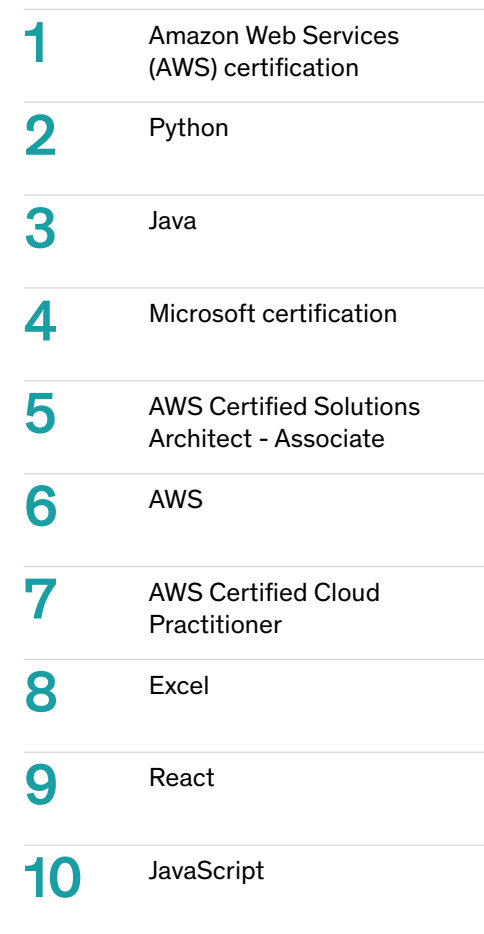 1 Amazon Web Services
(AWS) certification
2 Python
3 Java
4 Microsoft certification
5 AWS Certified Solutions
Architect - Associate
6 AWS
7 AWS Certified Cloud
Practitioner
8 Excel
9 React
10 JavaScript